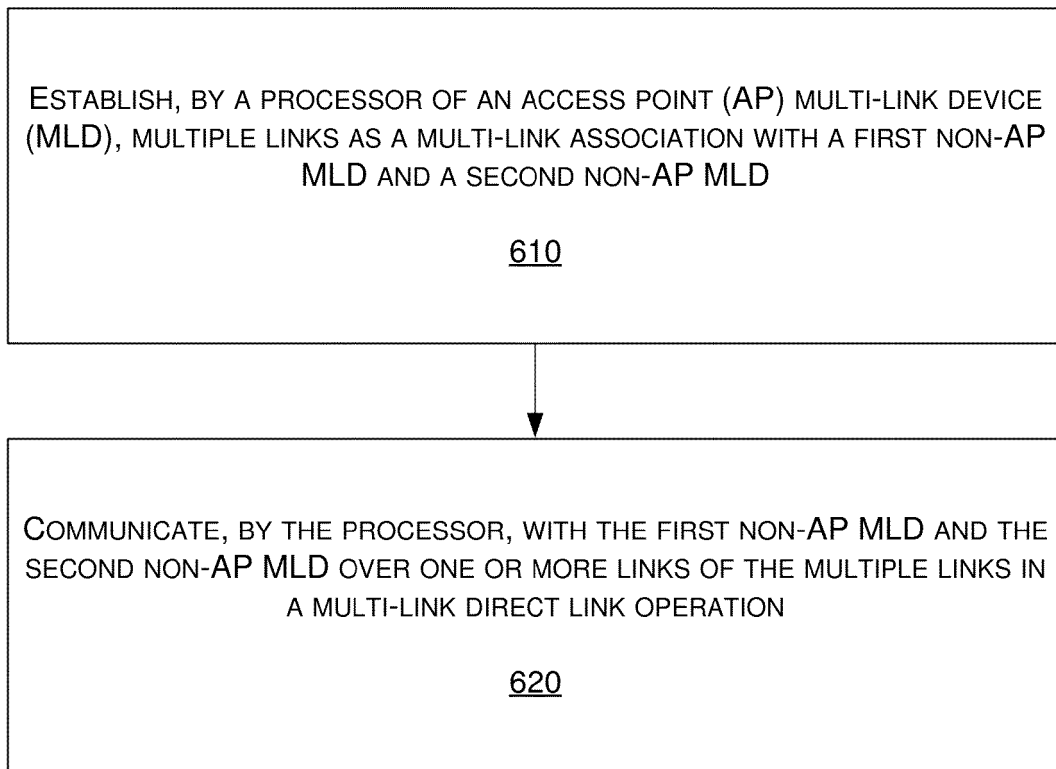 ESTABLISH, BY A PROCESSOR OF AN ACCESS POINT (AP) MULTI-LINK DEVICE
(MLD), MULTIPLE LINKS AS A MULTI-LINK ASSOCIATION WITH A FIRST NON-AP
MLD AND A SECOND NON-AP MLD
610
COMMUNICATE, BY THE PROCESSOR, WITH THE FIRST NON-AP MLD AND THE
SECOND NON-AP MLD OVER ONE OR MORE LINKS OF THE MULTIPLE LINKS IN
A MULTI-LINK DIRECT LINK OPERATION
620